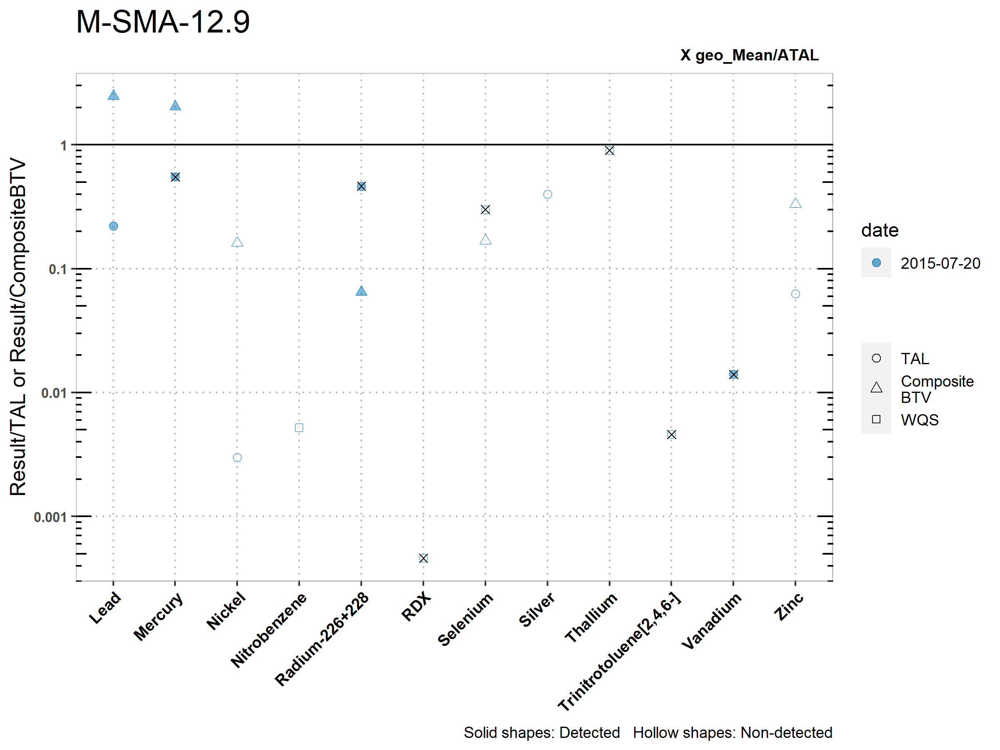 M-SMA-12.9
X geo_Mean/ATAL
Result/TAL or Result/CompositeBTV
1
0.1
0.01
0.001
Lead
Mercury
Nickel
Nitrobenzene
Radium-226+228
RDX
Selenium
Silver
Thallium
Trinitrotoluene[2,4,6-]
Vanadium
Zinc
date
2015-07-20
TAL
Composite
BTV
WQS
Solid shapes: Detected   Hollow shapes: Non-detected